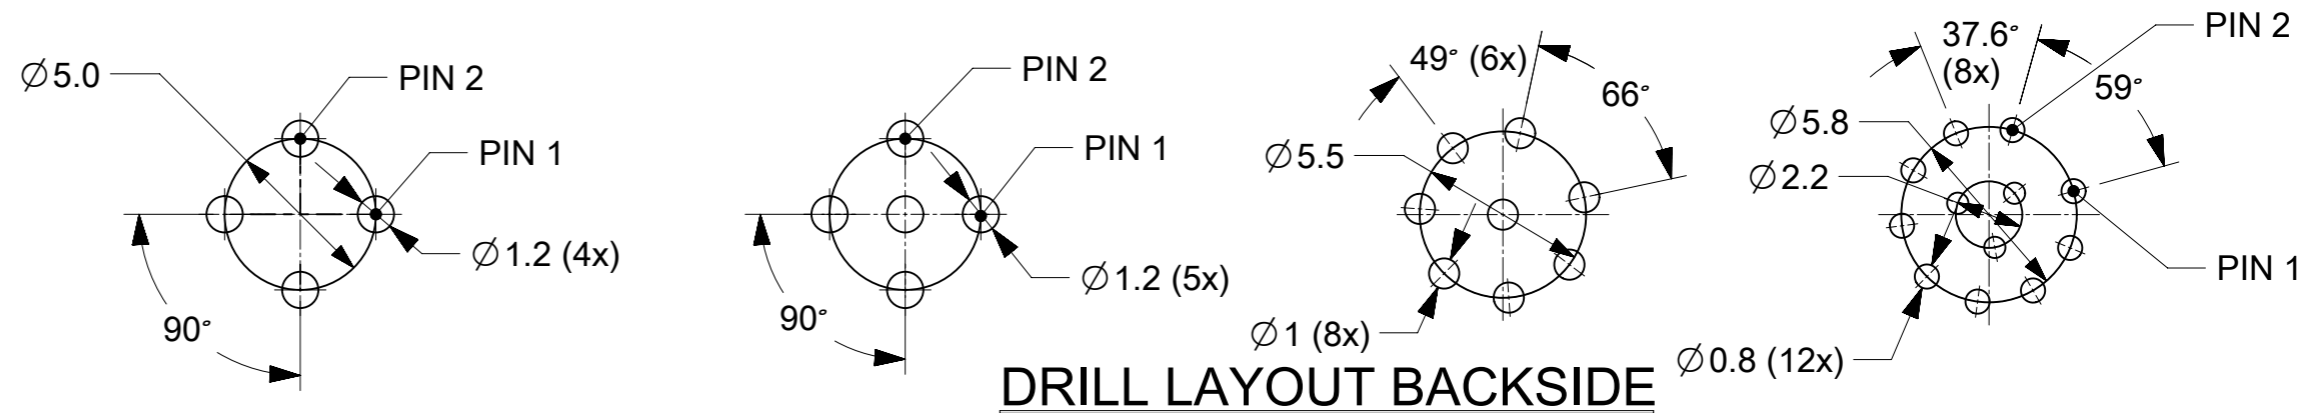 ∅5.0
PIN 2
PIN 1
∅1.2 (4x)
90°
PIN 2
PIN 1
∅1.2 (5x)
90°
49° (6x)
66°
∅5.5
∅1 (8x)
37.6°
(8x)
PIN 2
59°
∅5.8
∅2.2
PIN 1
∅0.8 (12x)
DRILL LAYOUT BACKSIDE